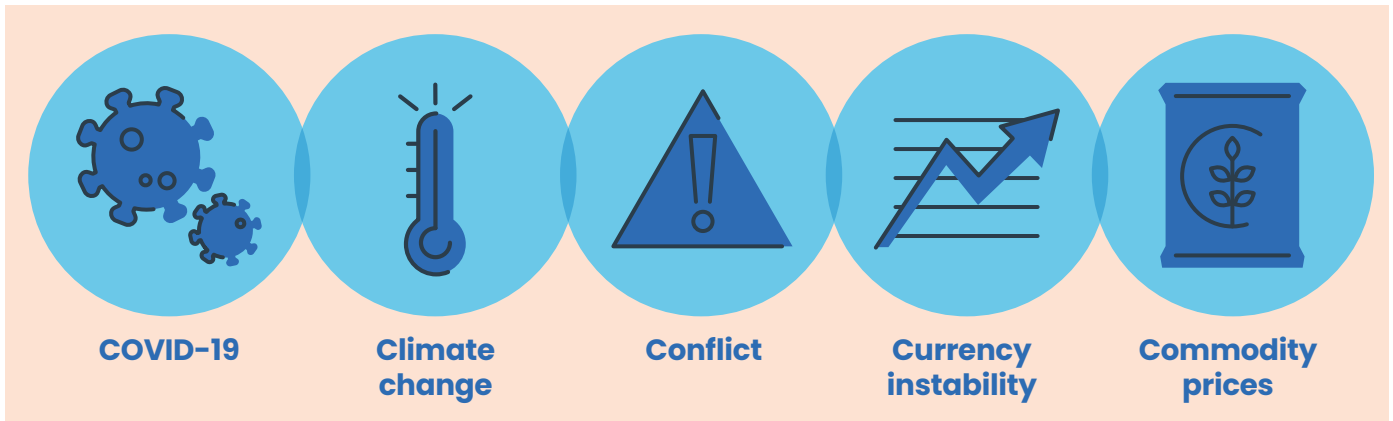 COVID-19
Climate
change
Conflict
Currency
instability
Commodity
prices